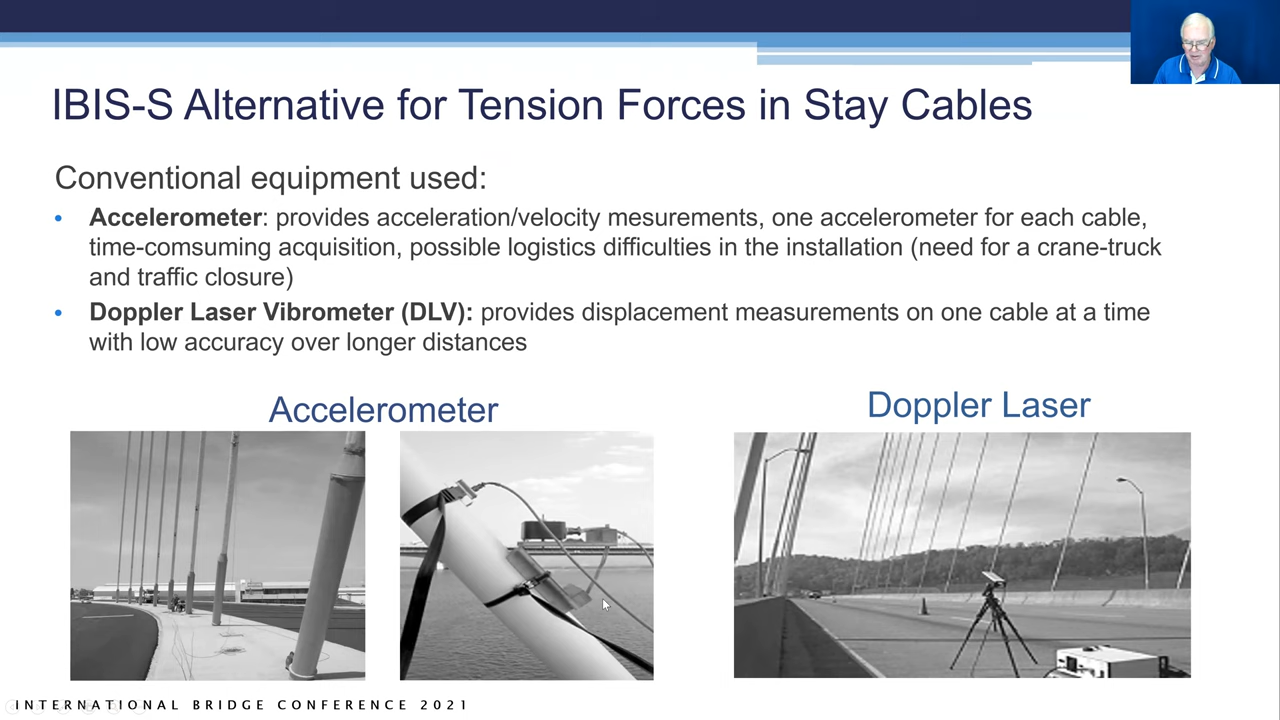 IBIS-S Alternative for Tension Forces in Stay Cables
Conventional equipment used:
• Accelerometer: provides acceleration/velocity mesurements, one accelerometer for each cable,
time-comsuming acquisition, possible logistics difficulties in the installation (need for a crane-truck
and traffic closure)
• Doppler Laser Vibrometer (DLV): provides displacement measurements on one cable at a time
with low accuracy over longer distances
Accelerometer
Doppler Laser
INTERNATIONAL BRIDGE CONFERENCE 2021